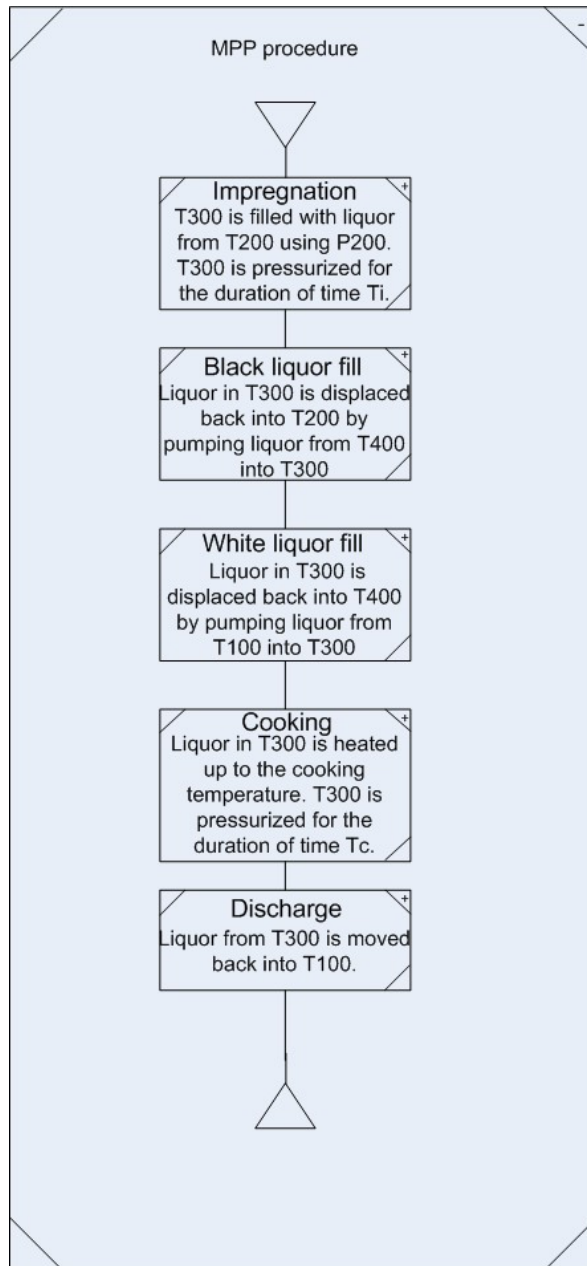 -
MPP procedure
Impregnation
+
T300 is filled with liquor
from T200 using P200.
T300 is pressurized for
the duration of time Ti.
Black liquor fill
+
Liquor in T300 is displaced
back into T200 by
pumping liquor from T400
into T300
White liquor fill
+
Liquor in T300 is
displaced back into T400
by pumping liquor from
T100 into T300
Cooking
+
Liquor in T300 is heated
up to the cooking
temperature. T300 is
pressurized for the
duration of time Tc.
Discharge
+
Liquor from T300 is moved
back into T100.